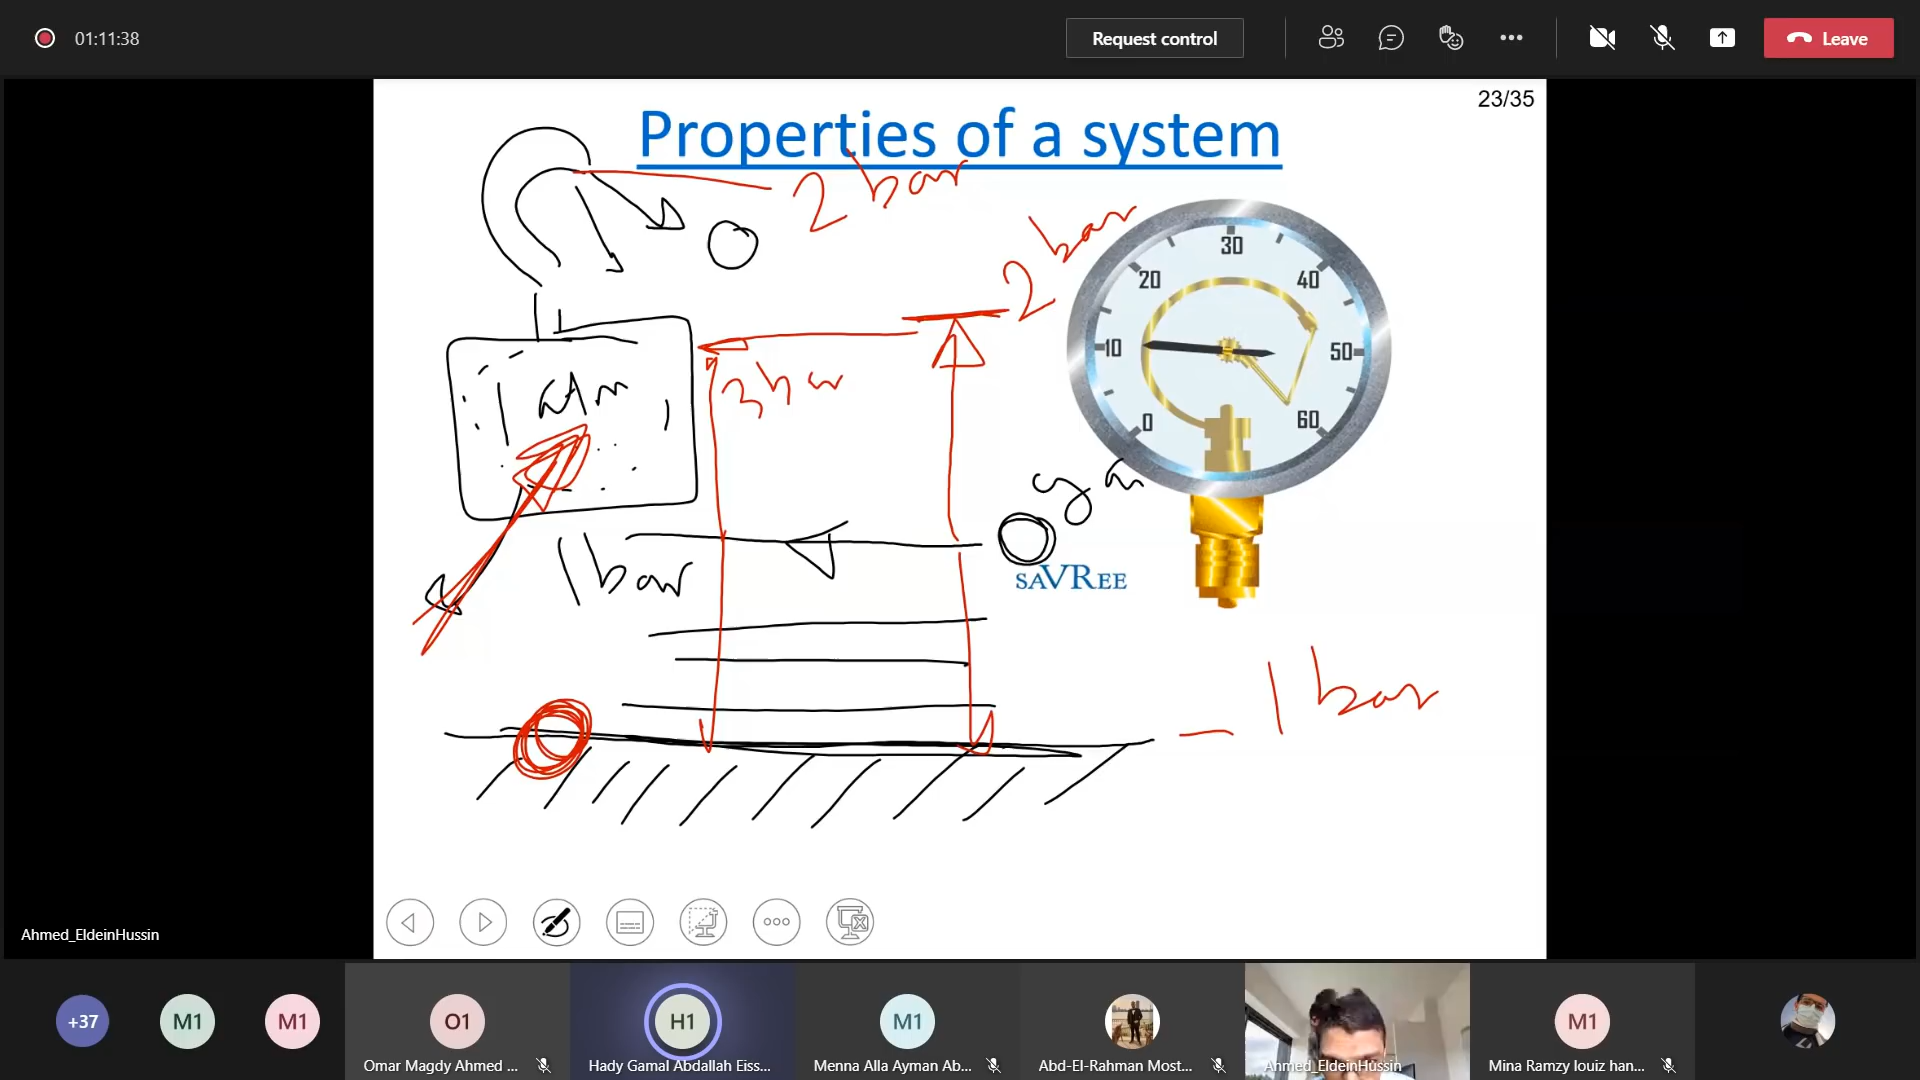 01:11:38
Request control
Leave
23/35
Properties of a system
2 bar
2 bar
30
20
40
10
50
0
60
3 bar
1 atm
1 bar
0
SAVREE
- 1 bar
Ahmed_EldeinHussin
+37
M1
M1
O1
H1
M1
M1
Omar Magdy Ahmed ...
Hady Gamal Abdallah Eiss...
Menna Alla Ayman Ab...
Abd-El-Rahman Most...
Ahmed_EldeinHussin
Mina Ramzy louiz han...